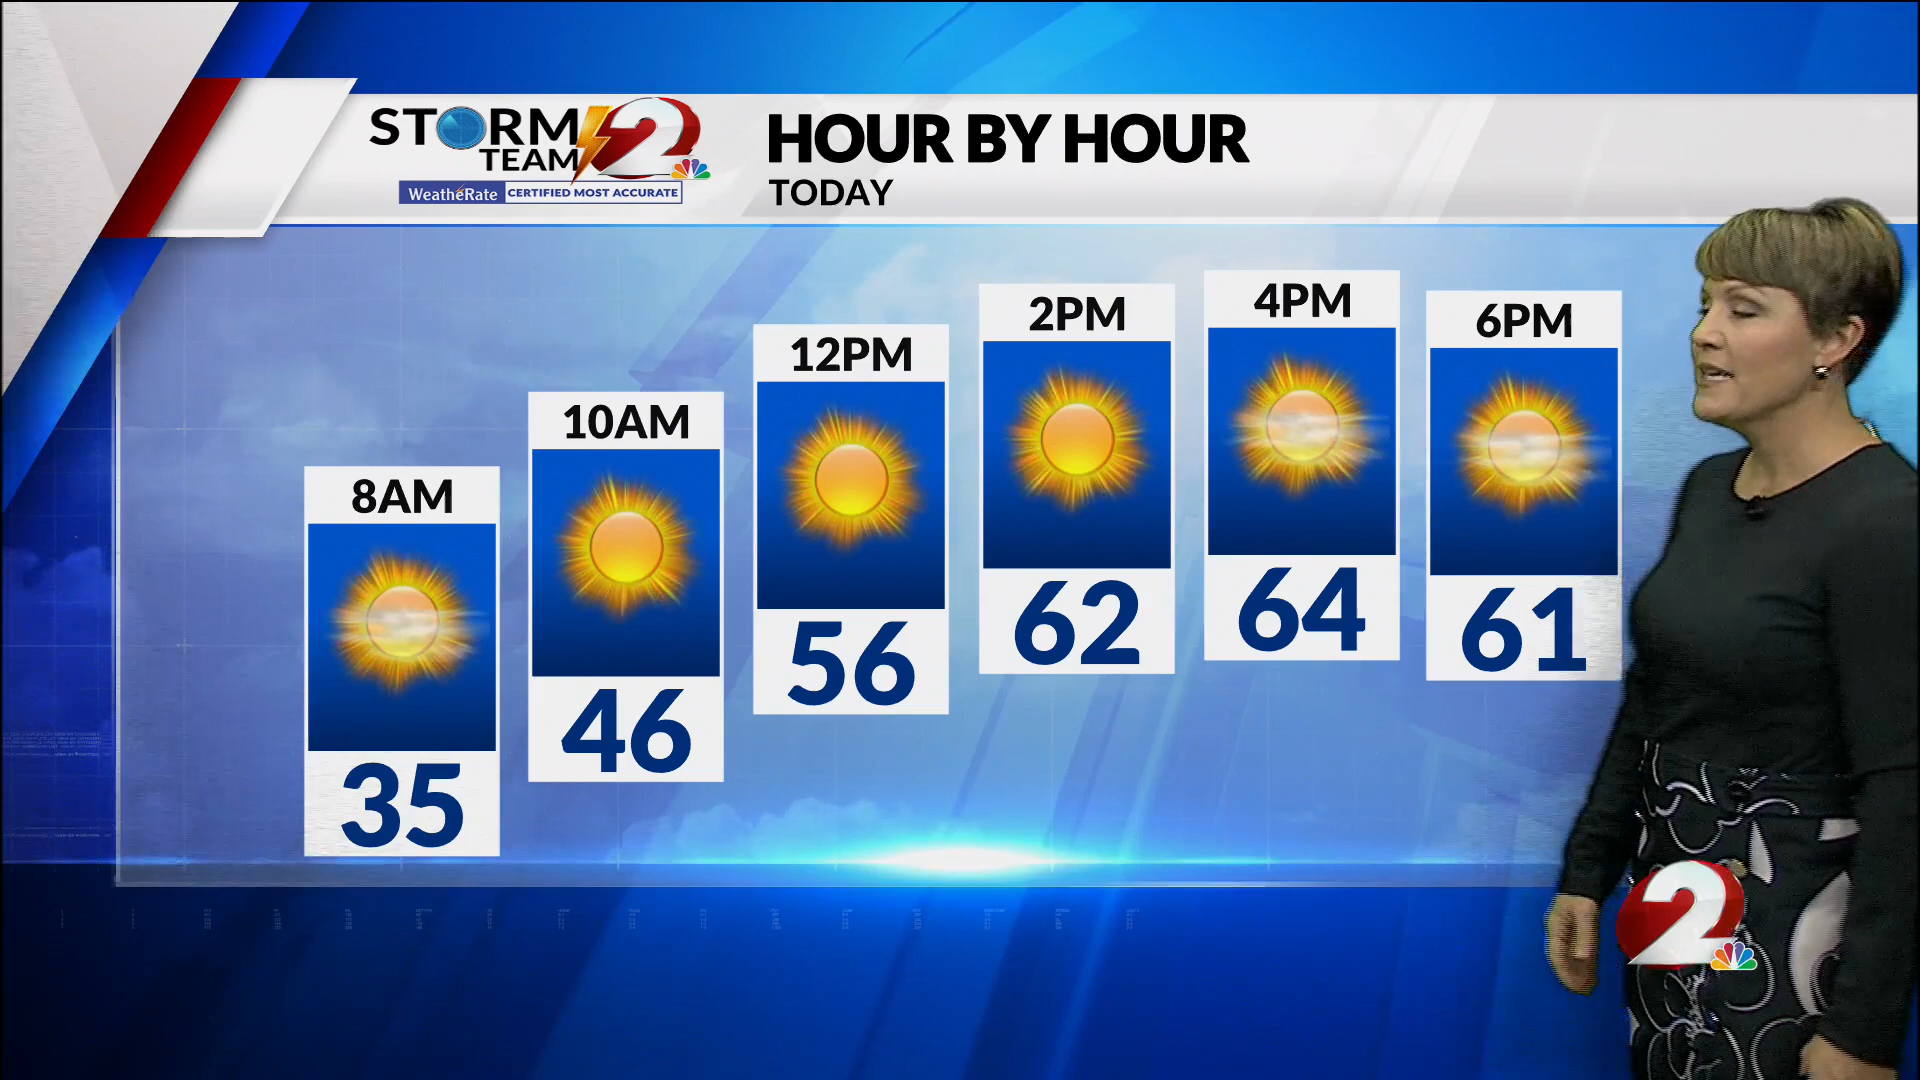 STORM
TEAM 2
WeatheRate CERTIFIED MOST ACCURATE
HOUR BY HOUR
TODAY
8AM
35
10AM
46
12PM
56
2PM
62
4PM
64
6PM
61
2